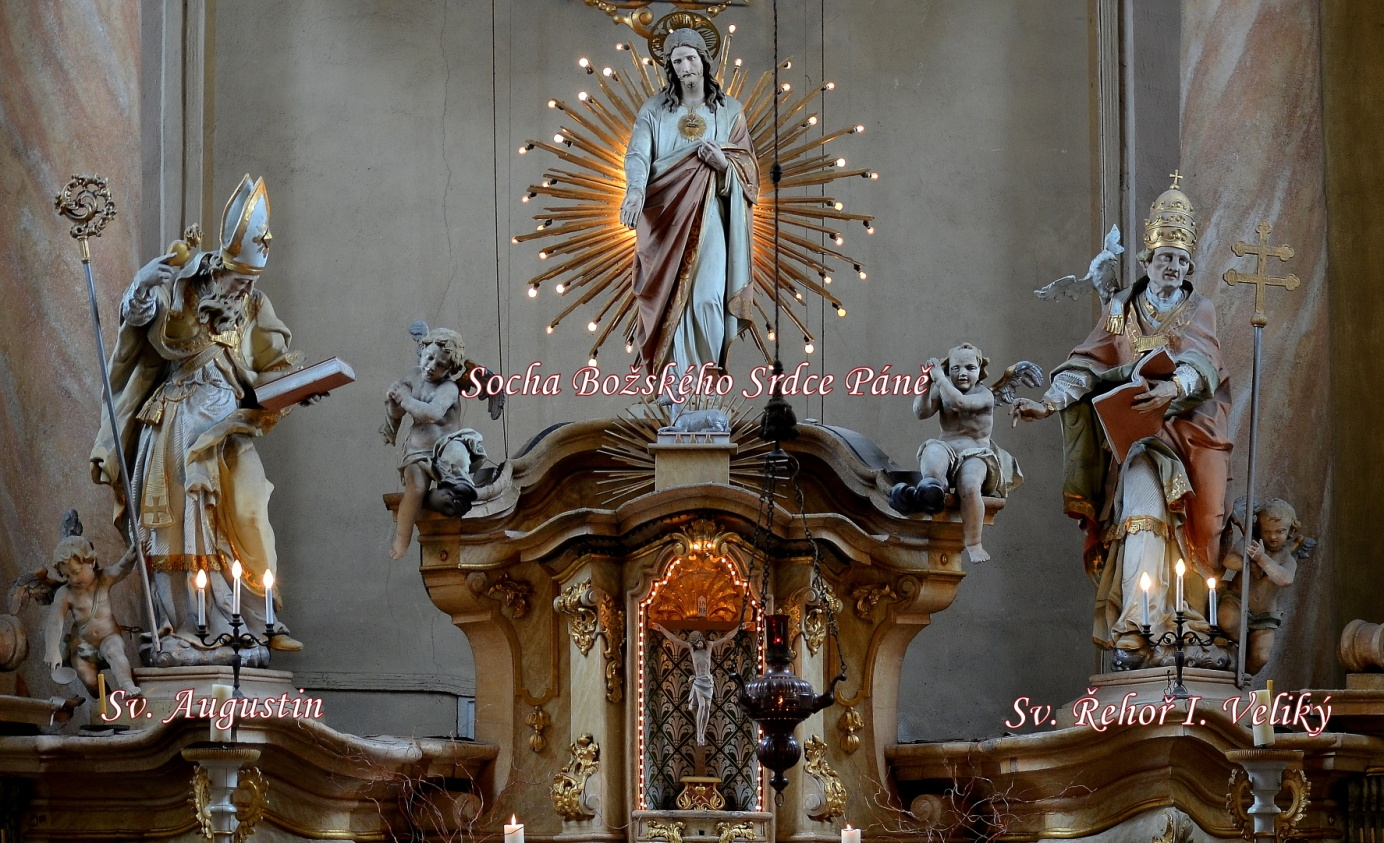 Socha Božského Srdce Páně
Sv. Augustin
Sv. Řehoř I. Veliký